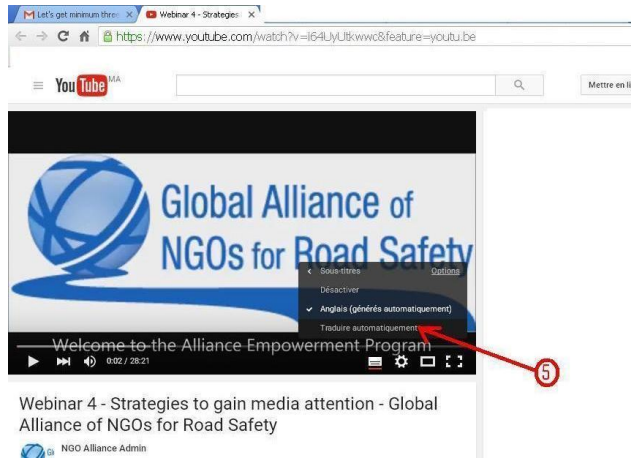 Let's get minimum three
Webinar 4 - Strategies
https://www.youtube.com/watch?v=i64UyUtkwwc&feature=youtu.be
YouTube MA
Mettre en li
Global Alliance of
NGOs for Road Safety
Sous-titres Options
Désactiver
Anglais (générés automatiquement)
Traduire automatiquement
Welcome to the Alliance Empowerment Program
0:02 / 28:21
5
Webinar 4 - Strategies to gain media attention - Global
Alliance of NGOs for Road Safety
NGO Alliance Admin